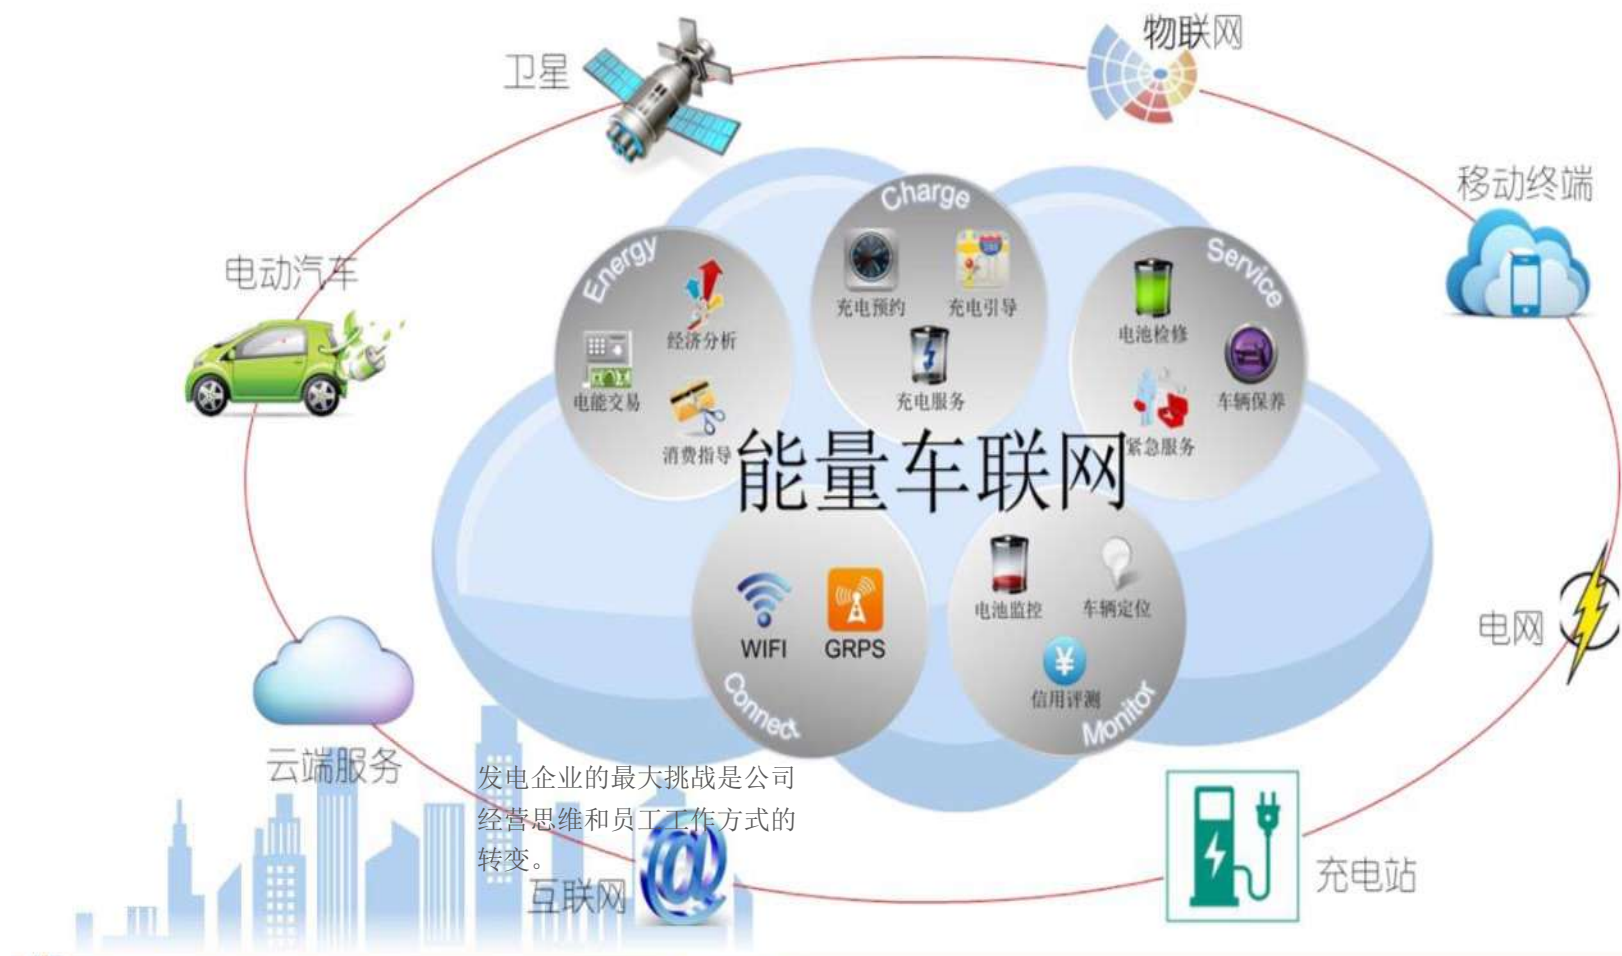 物联网
卫星
移动终端
Charge
Energy
Service
电动汽车
充电预约
充电引导
经济分析
电池检修
电能交易
充电服务
车辆保养
消费指导
紧急服务
能量车联网
电池监控
车辆定位
电网
WIFI
GRPS
信用评测
Connect
Monitor
云端服务
发电企业的最大挑战是公司
经营思维和员工工作方式的
转变。
互联网
充电站